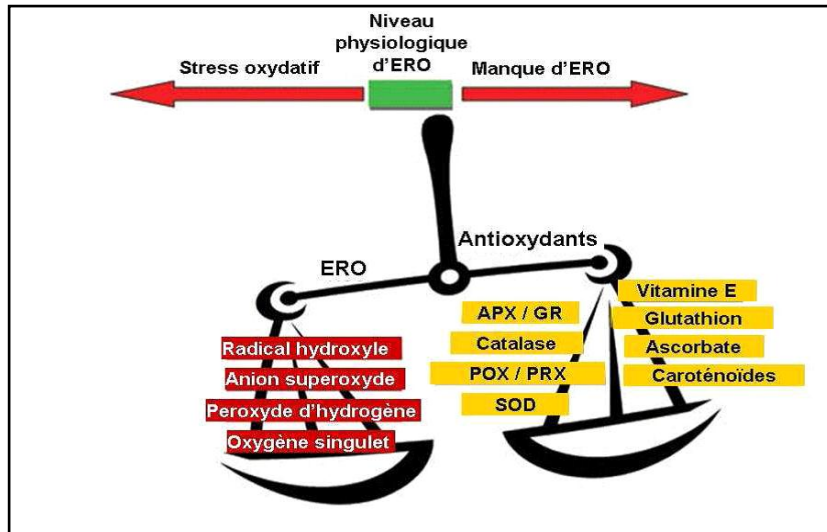 Niveau
physiologique
d’ERO
Stress oxydatif
Manque d’ERO
Antioxydants
ERO
Radical hydroxyle
Anion superoxyde
Peroxyde d’hydrogène
Oxygène singulet
APX / GR
Catalase
POX / PRX
SOD
Vitamine E
Glutathion
Ascorbate
Caroténoïdes